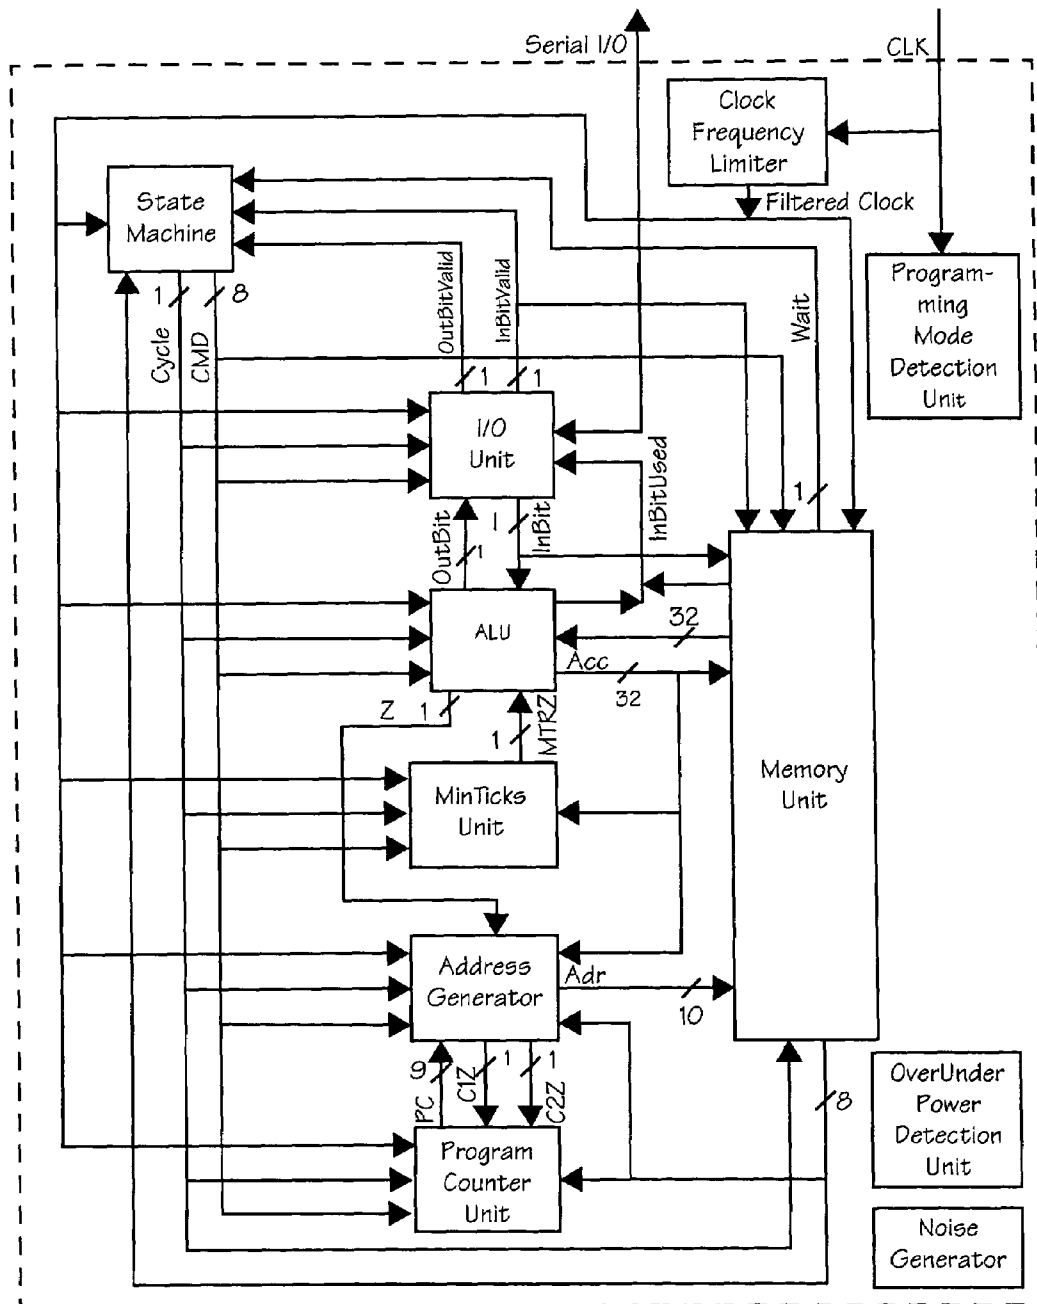 Serial I/O
CLK
Clock
Frequency
Limiter
Filtered Clock
State
Machine
Program-
ming
Mode
Detection
Unit
1
8
Cycle
CMD
OutBitValid
InBitValid
Wait
1
1
I/O
Unit
InBitUsed
1
OutBit
1
1
InBit
ALU
32
Acc
32
Z
1
1
MTRZ
MinTicks
Unit
Memory
Unit
Address
Generator
Adr
10
9
PC
C1Z
1
1
C2Z
8
Program
Counter
Unit
OverUnder
Power
Detection
Unit
Noise
Generator